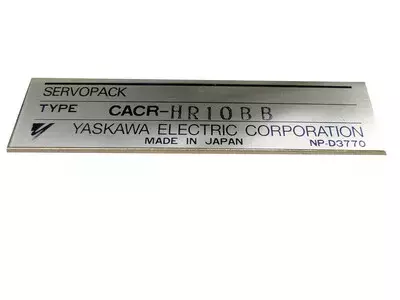 SERVOPACK
TYPE CACR-HR10BB
YASKAWA ELECTRIC CORPORATION
MADE IN JAPAN NP-D3770